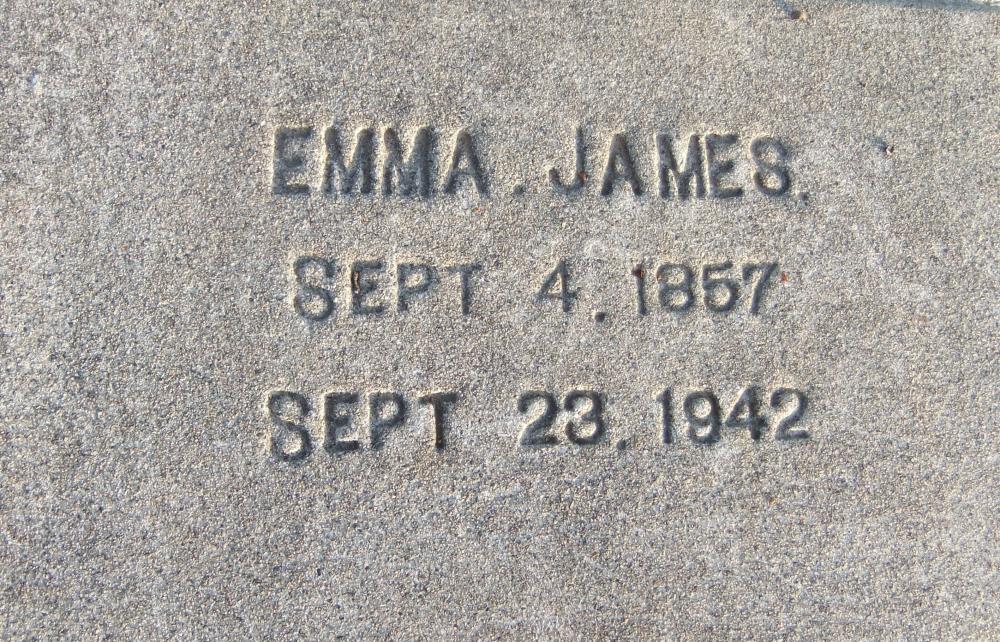 EMMA. JAMES.
SEPT 4. 1857
SEPT 23. 1942